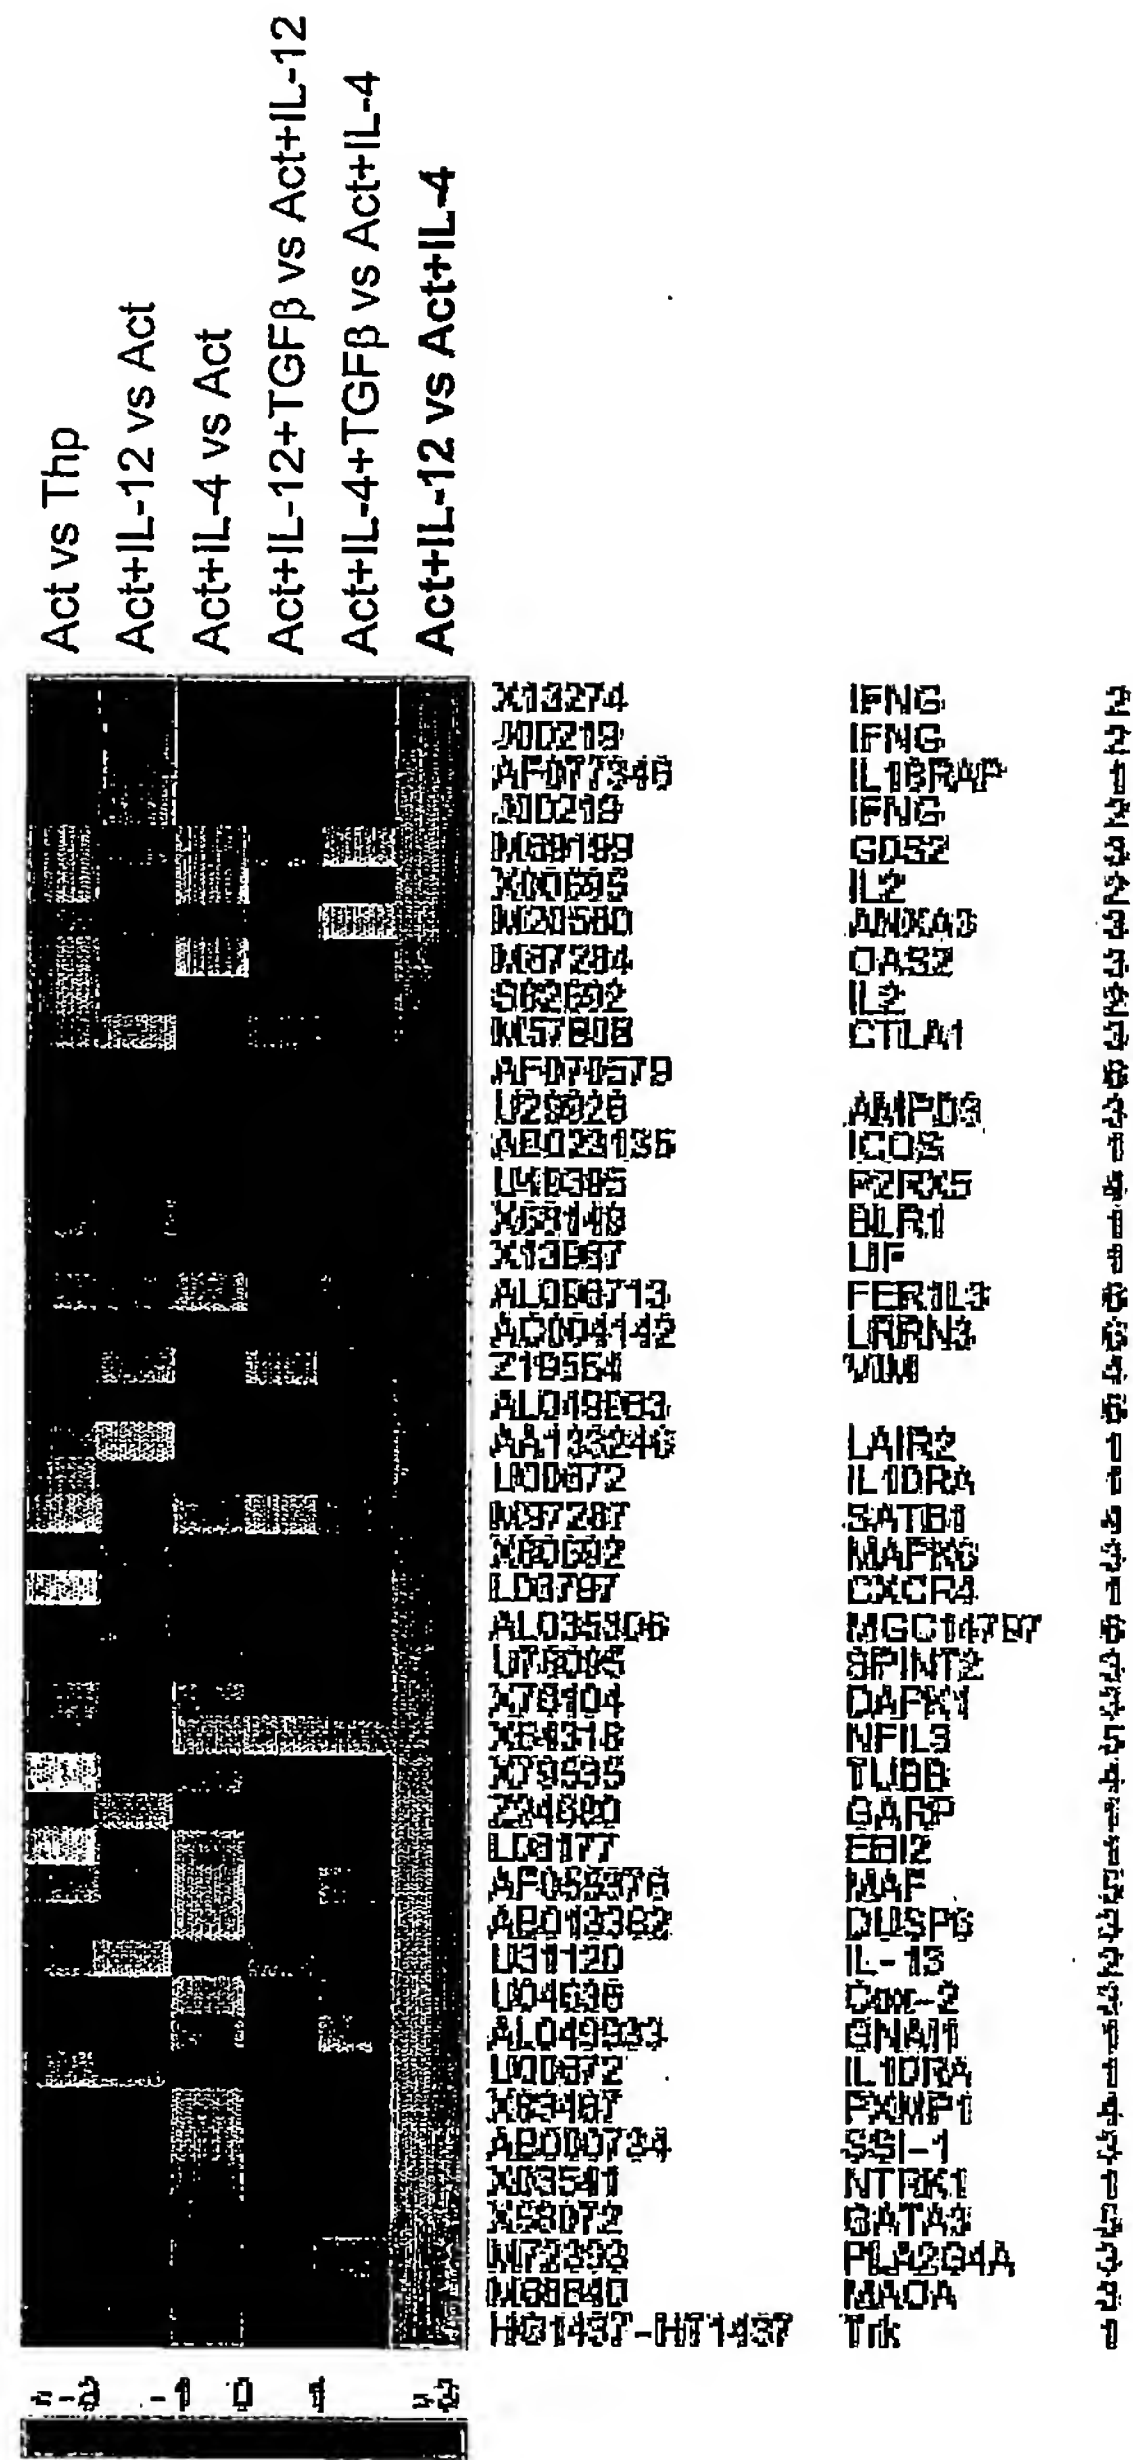 Act vs Thp
Act+IL-12 vs Act
Act+IL-4 vs Act
Act+IL-12+TGFβ vs Act+IL-12
Act+IL-4+TGFβ vs Act+IL-4
Act+IL-12 vs Act+IL-4
X13274 IFNG 2
J00219 IFNG 2
AF077346 IL18RAP 1
J00219 IFNG 2
M69199 G0S2 3
X00695 IL2 2
M20560 ANXA3 3
M87284 OAS2 3
S82692 IL2 2
M57888 CTLA1 3
AF070579 6
U29926 AMPD3 3
AB023135 ICOS 1
U49395 P2RX5 4
X68149 BLR1 1
X13967 LIF 1
AL096713 FER1L3 6
AC004142 LRRN3 6
Z19554 VIM 4
6
AA133246 LAIR2 1
U00672 IL10RA 1
M97287 SATB1 4
X80692 MAPK6 3
L06797 CXCR4 1
AL035306 MGC14797 6
U78095 SPINT2 3
X76104 DAPK1 3
X64318 NFIL3 5
X79535 TUBB 4
Z24680 GARP 1
L08177 EBI2 1
AF055376 MAF 5
AB013382 DUSP6 3
U31120 IL-13 2
U04636 Cox-2 3
AL049933 GNAI1 1
U00672 IL10RA 1
X83467 PXMP1 4
AB000734 SSI-1 3
X03541 NTRK1 1
X58072 GATA3 5
M72393 PLA2G4A 3
M68840 MAOA 3
HG1437-HT1437 Trk 1
-1 0 1